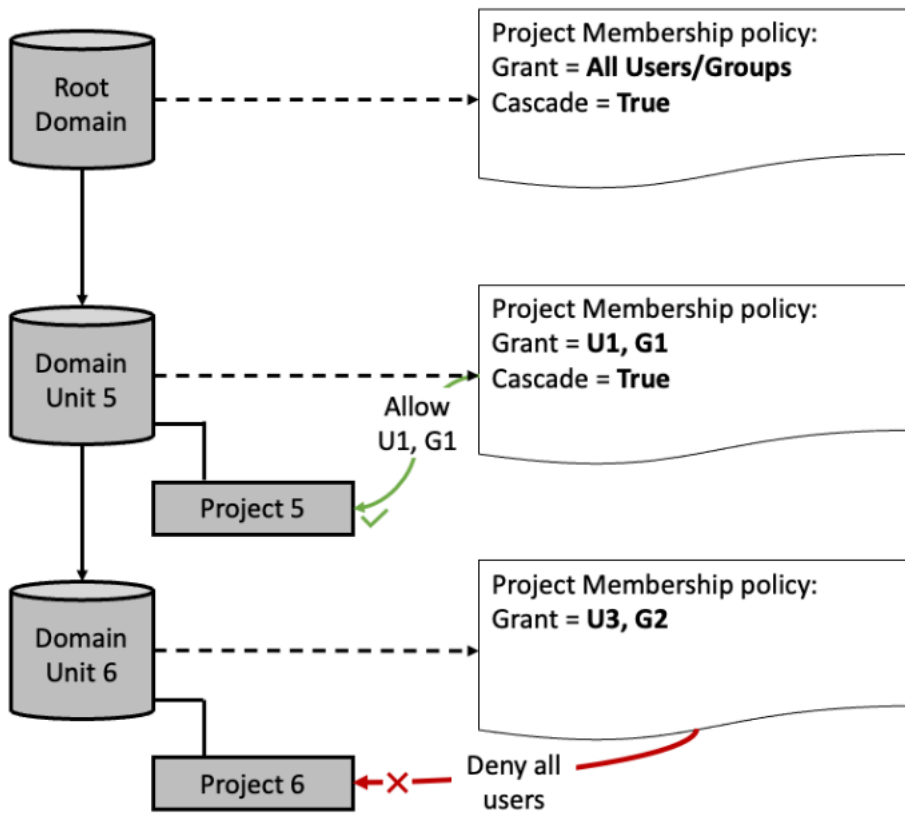 Root
Domain
Project Membership policy:
Grant = All Users/Groups
Cascade = True
Domain
Unit 5
Project Membership policy:
Grant = U1, G1
Cascade = True
Allow
U1, G1
Project 5
Domain
Unit 6
Project Membership policy:
Grant = U3, G2
Project 6
Deny all
users